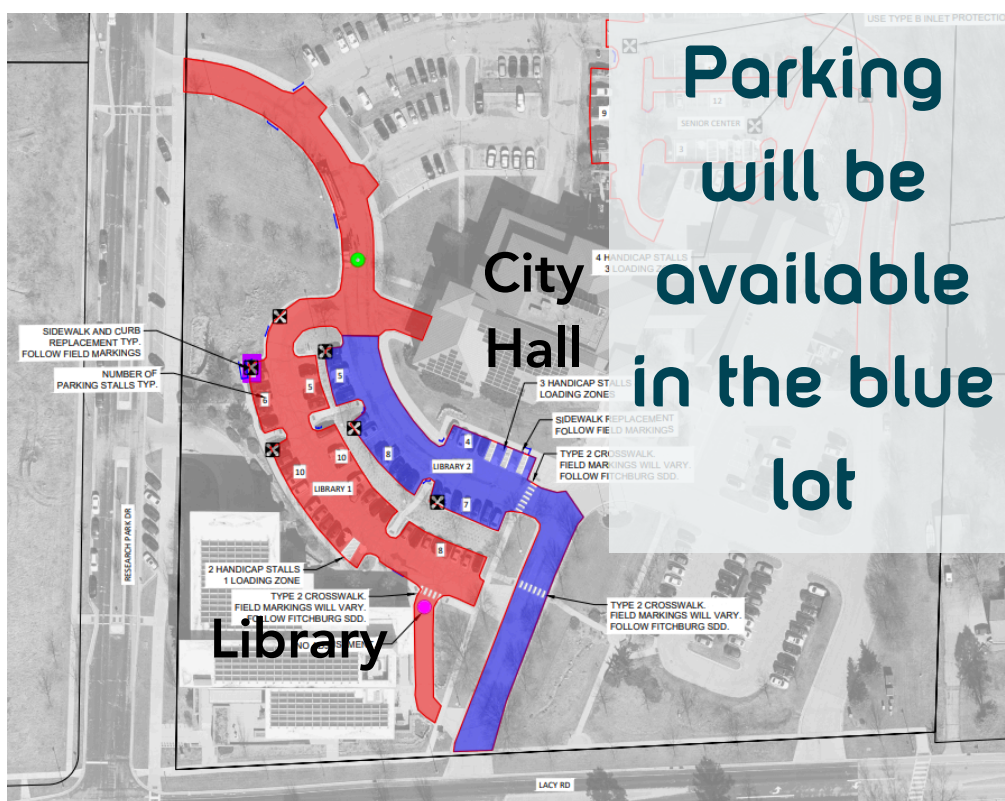 USE TYPE B INLET PROTECTI
Parking
will be
available
in the blue
lot
12
SENIOR CENTER
3
9
City
Hall
4 HANDICAP STALLS
3 LOADING Z
SIDEWALK AND CURB
REPLACEMENT TYP.
FOLLOW FIELD MARKINGS
NUMBER OF
PARKING STALLS TYP.
6
5
5
10
10
LIBRARY 1
8
8
4
LIBRARY 2
7
3 HANDICAP STALLS
LOADING ZONES
SIDEWALK REPLACEMENT
FOLLOW FIELD MARKINGS
TYPE 2 CROSSWALK.
FIELD MARKINGS WILL VARY.
FOLLOW FITCHBURG SDD.
RESEARCH PARK DR
2 HANDICAP STALLS
1 LOADING ZONE
TYPE 2 CROSSWALK.
FIELD MARKINGS WILL VARY.
FOLLOW FITCHBURG SDD.
Library
TYPE 2 CROSSWALK.
FIELD MARKINGS WILL VARY.
FOLLOW FITCHBURG SDD.
LACY RD